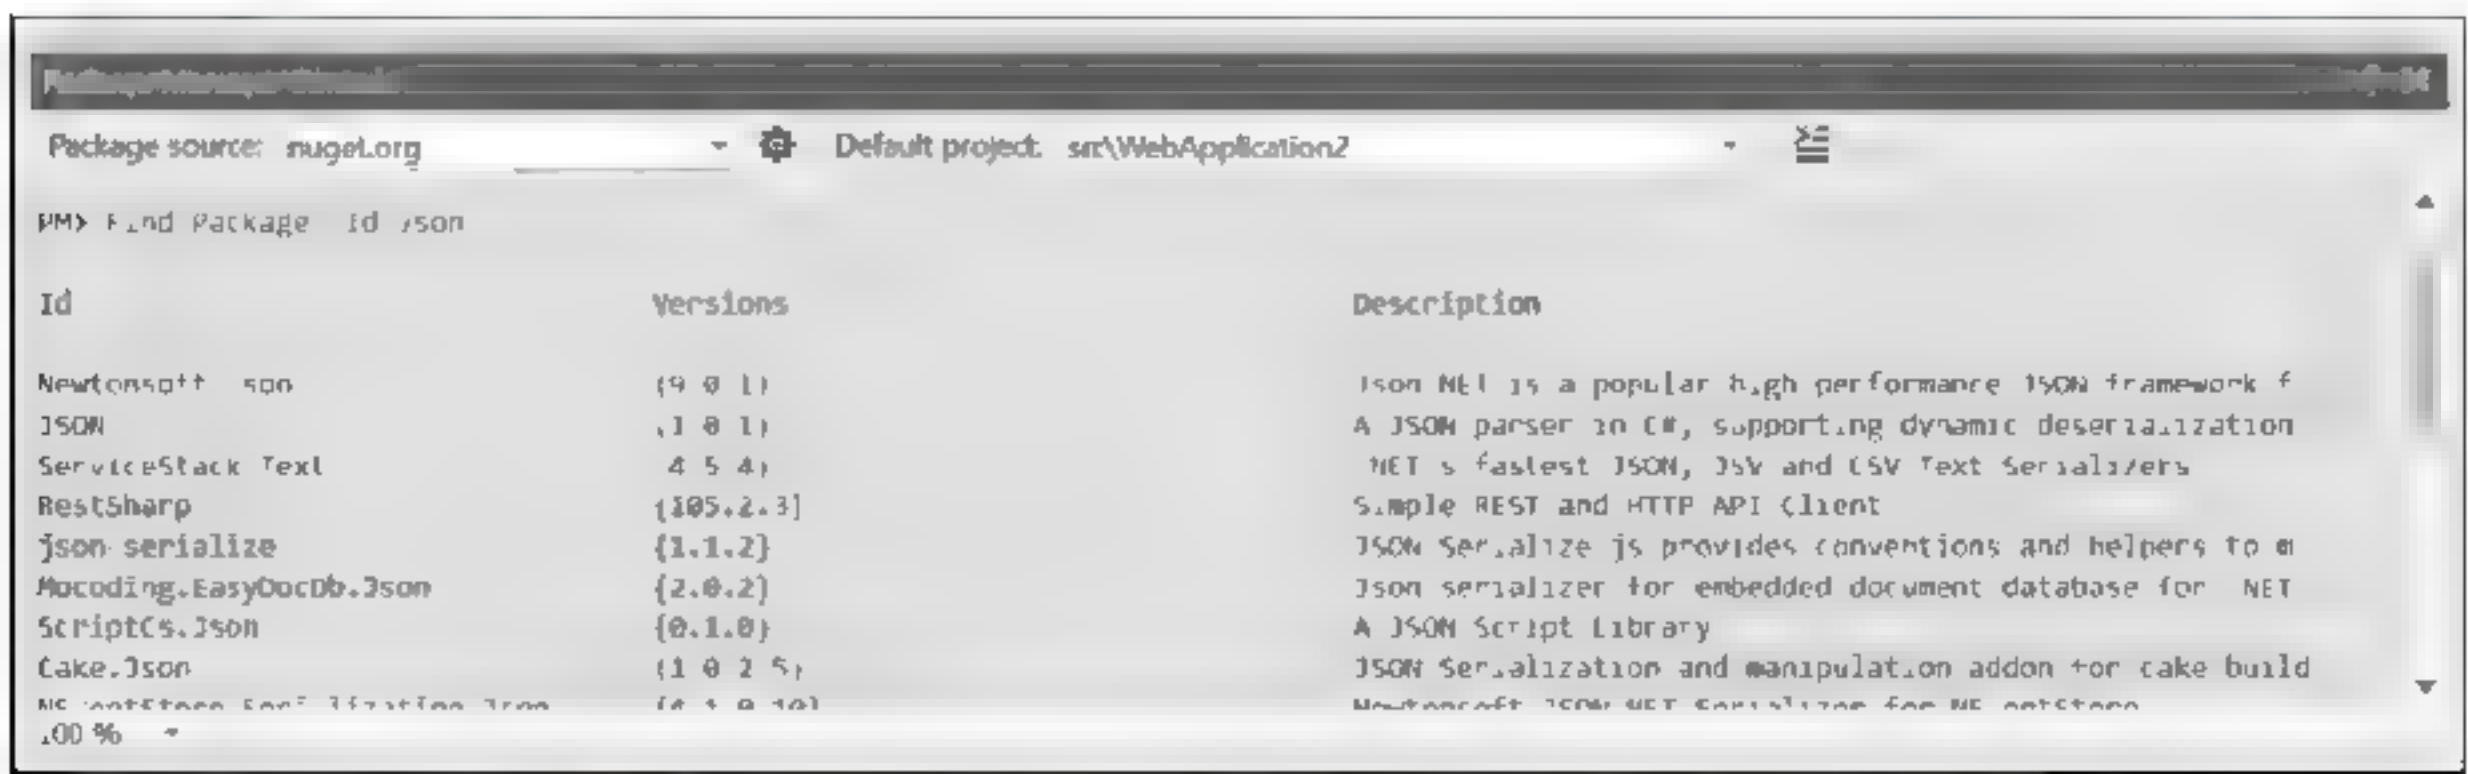 Package source: nuget.org Default project: src\WebApplication2
PM> Find-Package -Id json
Id Versions Description
Newtonsoft.Json {9.0.1} Json.NET is a popular high-performance JSON framework f
JSON {1.0.1} A JSON parser in C#, supporting dynamic deserialization
ServiceStack.Text {4.5.4} .NET's fastest JSON, JSV and CSV Text Serializers
RestSharp {105.2.3} Simple REST and HTTP API Client
json-serialize {1.1.2} JSON Serialize js provides conventions and helpers to m
Mocoding.EasyDocDb.Json {2.0.2} Json serializer for embedded document database for .NET
ScriptCs.Json {0.1.0} A JSON Script Library
Cake.Json {1.0.2.5} JSON Serialization and manipulation addon for cake build
Newtonsoft JSON.NET Serializer for
100 %